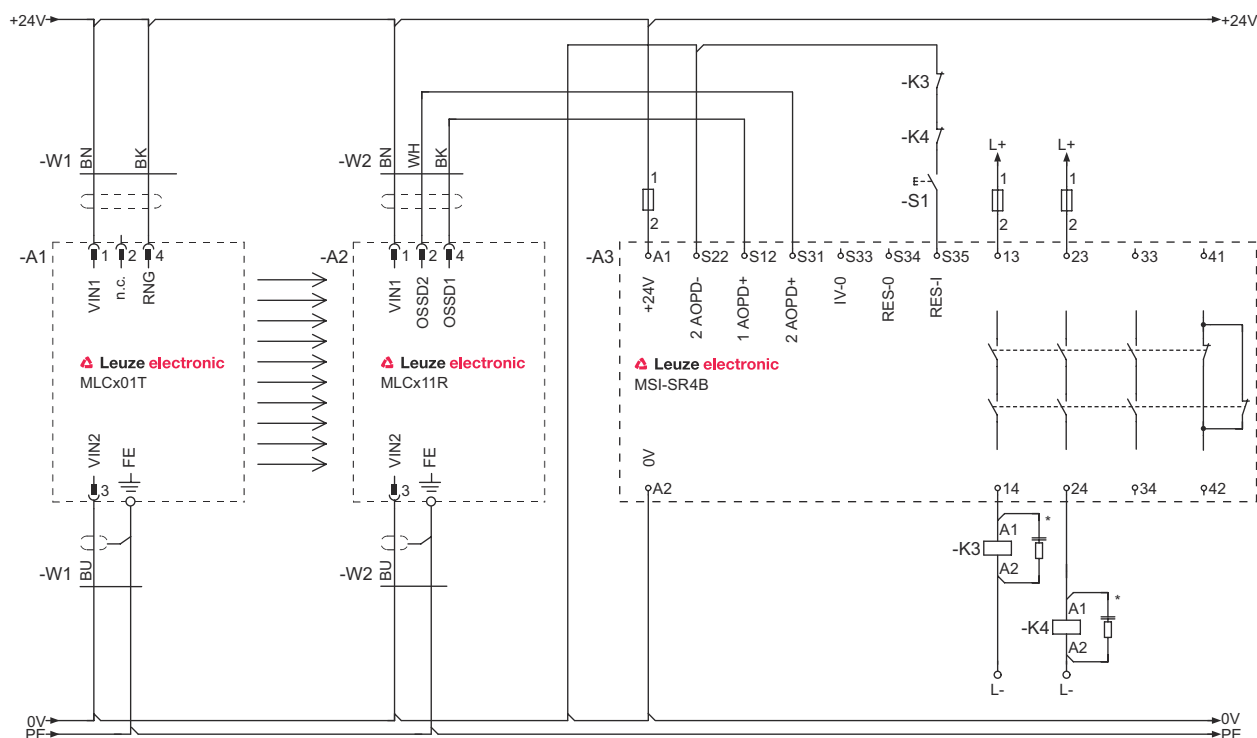 +24V
+24V
-K3
-K4
-S1
E
-W1
BN
BK
-W2
BN
WH
BK
1
2
L+
1
2
L+
1
2
-A1
1
2
4
VIN1
n.c.
RNG
Leuze electronic
MLCx01T
VIN2
FE
3
-A2
1
2
4
VIN1
OSSD2
OSSD1
Leuze electronic
MLCx11R
VIN2
FE
3
-A3
A1
S22
S12
S31
S33
S34
S35
13
23
33
41
+24V
2 AOPD-
1 AOPD+
2 AOPD+
IV-0
RES-0
RES-I
Leuze electronic
MSI-SR4B
0V
A2
14
24
34
42
-W1
BU
-W2
BU
-K3
A1
A2
*
-K4
A1
A2
*
L-
L-
0V
0V
PE
PE